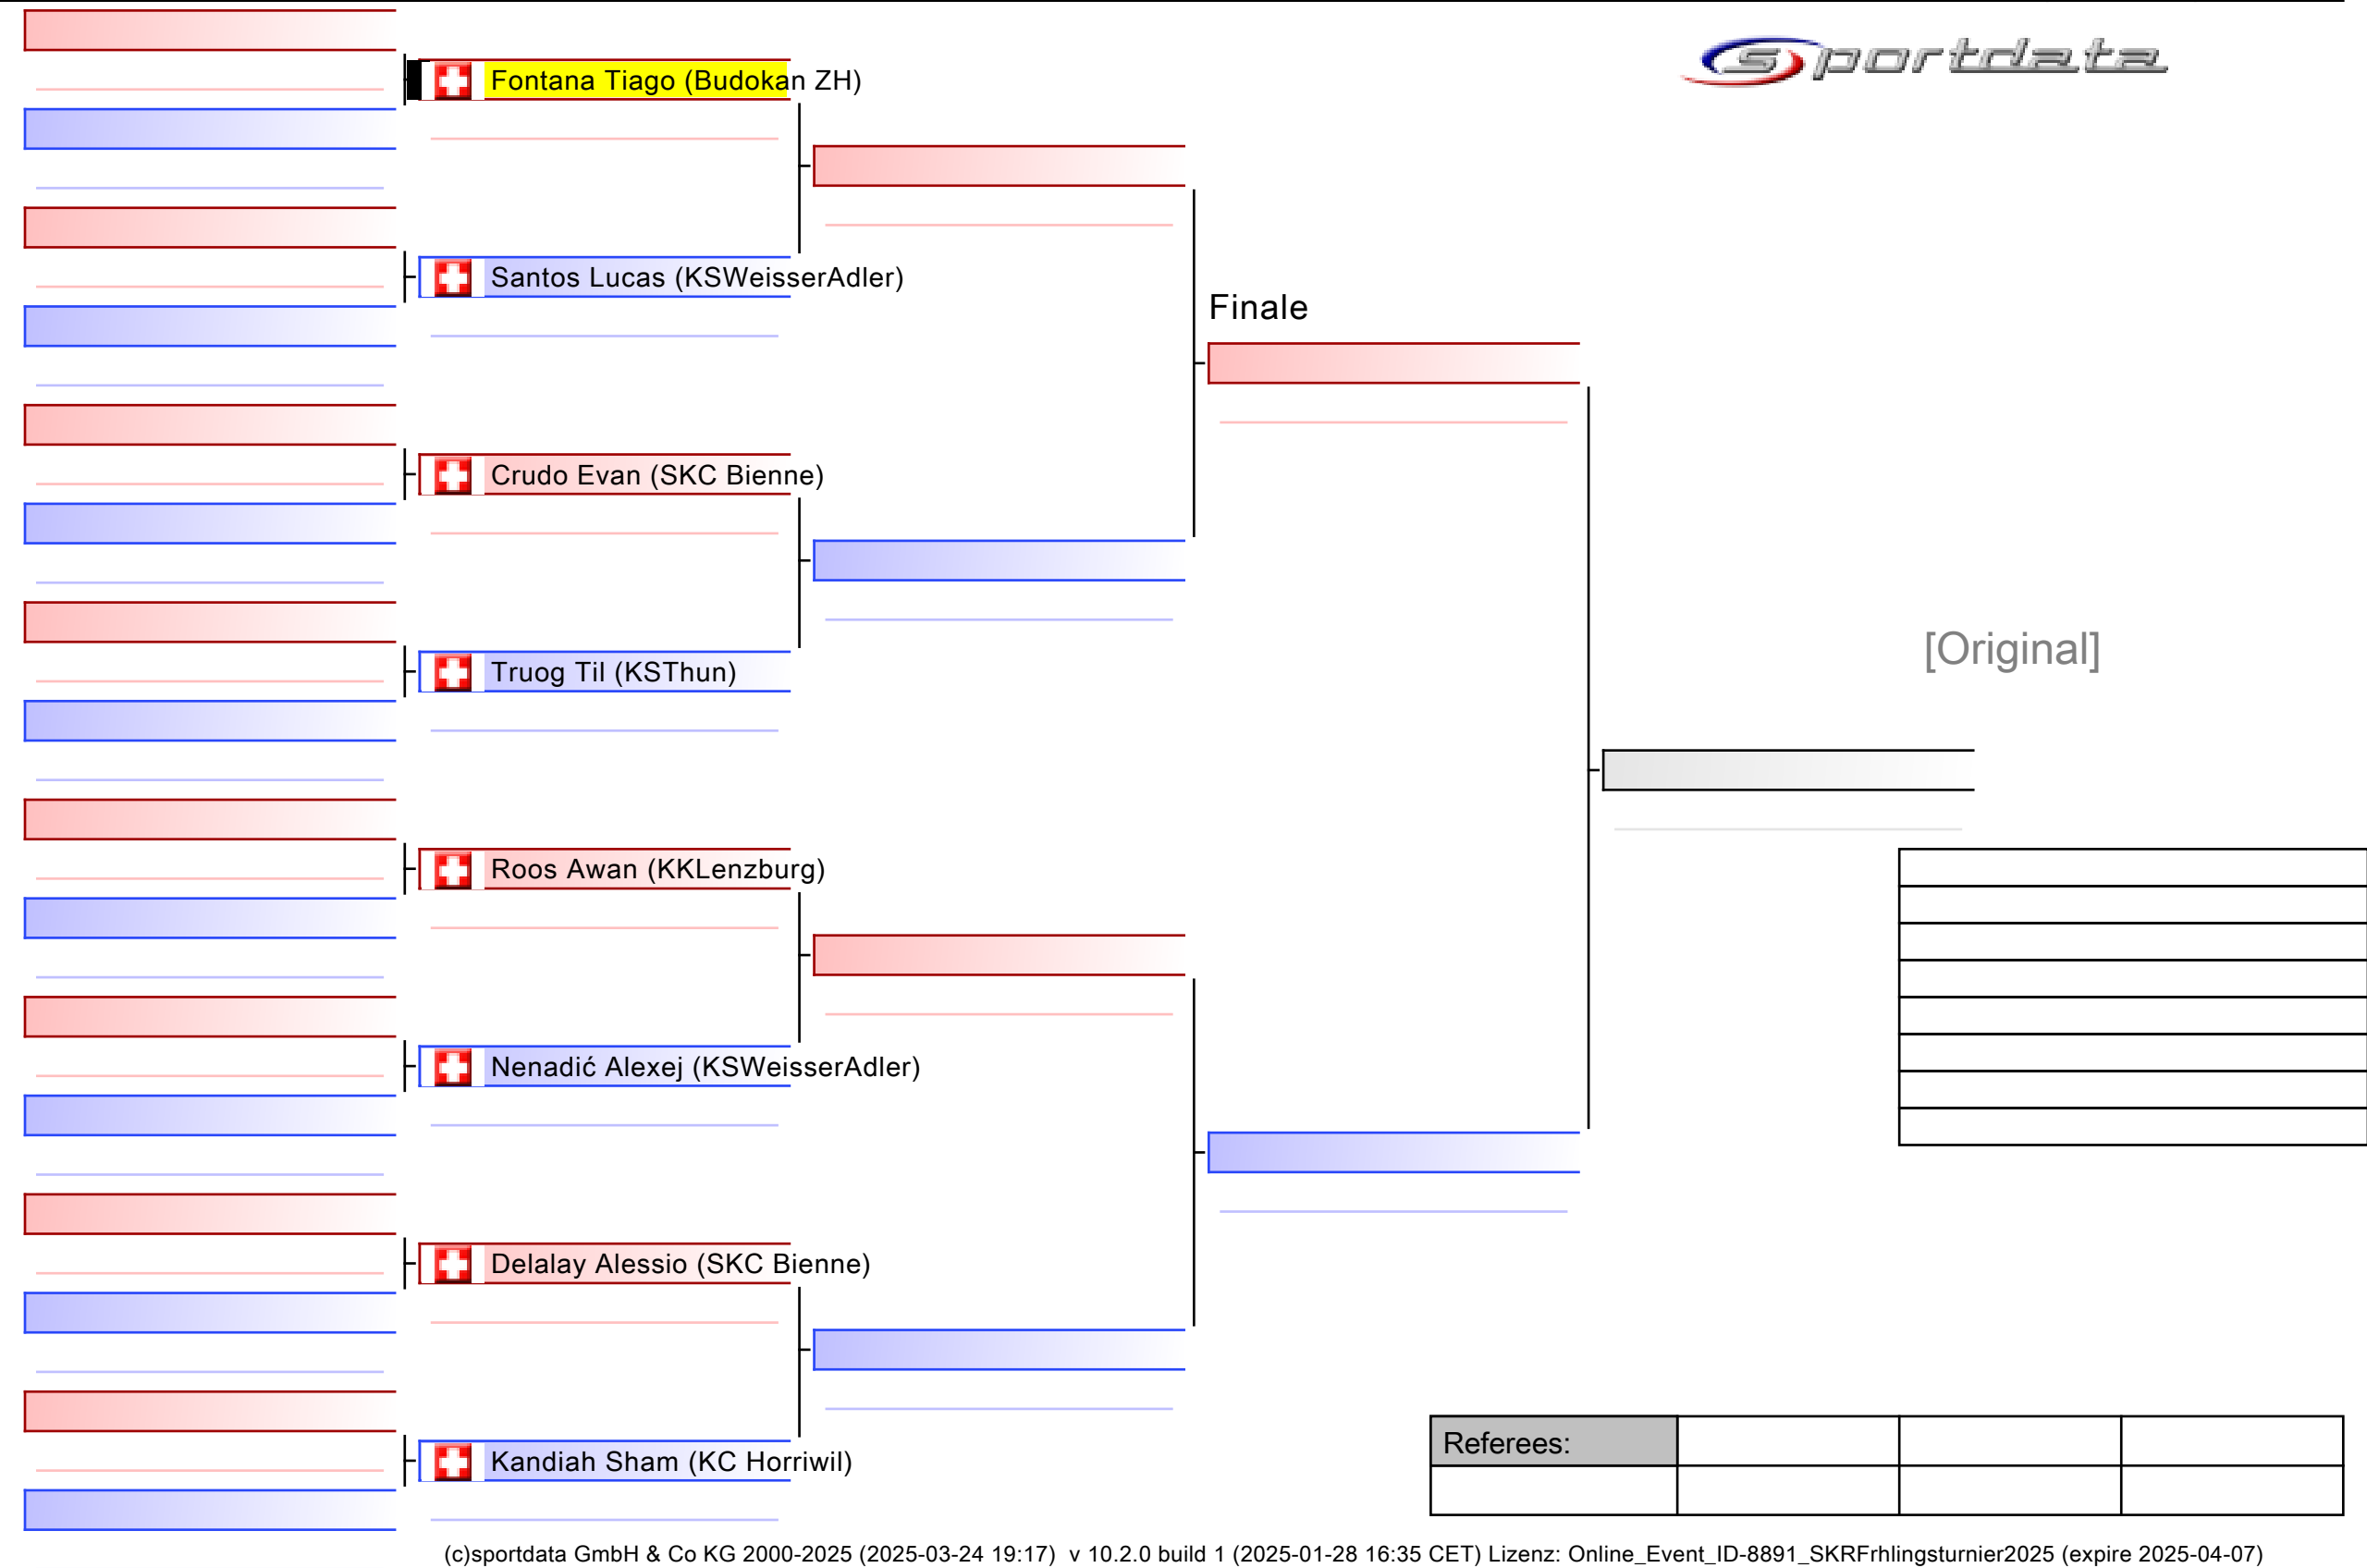 sportdata
Fontana Tiago (Budokan ZH)
Santos Lucas (KSWeisserAdler)
Finale
Crudo Evan (SKC Bienne)
Truog Til (KSThun)
[Original]
Roos Awan (KKLenzburg)
Nenadić Alexej (KSWeisserAdler)
Delalay Alessio (SKC Bienne)
Kandiah Sham (KC Horriwil)
Referees:
(c)sportdata GmbH & Co KG 2000-2025 (2025-03-24 19:17) v 10.2.0 build 1 (2025-01-28 16:35 CET) Lizenz: Online_Event_ID-8891_SKRFrhlingsturnier2025 (expire 2025-04-07)